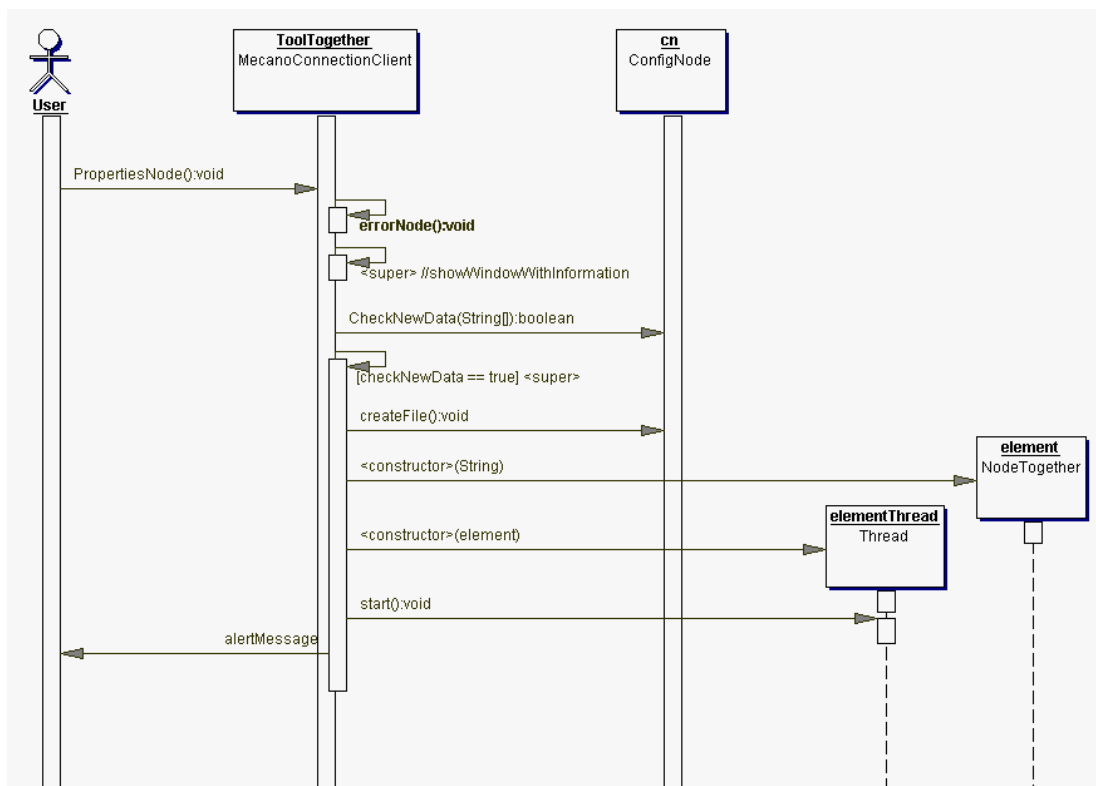 ToolTogether
MecanoConnectionClient
cn
ConfigNode
User
PropertiesNode():void
errorNode():void
<super> //showWindowWithInformation
CheckNewData(String[]):boolean
[checkNewData == true] <super>
createFile():void
element
NodeTogether
<constructor>(String)
elementThread
Thread
<constructor>(element)
start():void
alertMessage